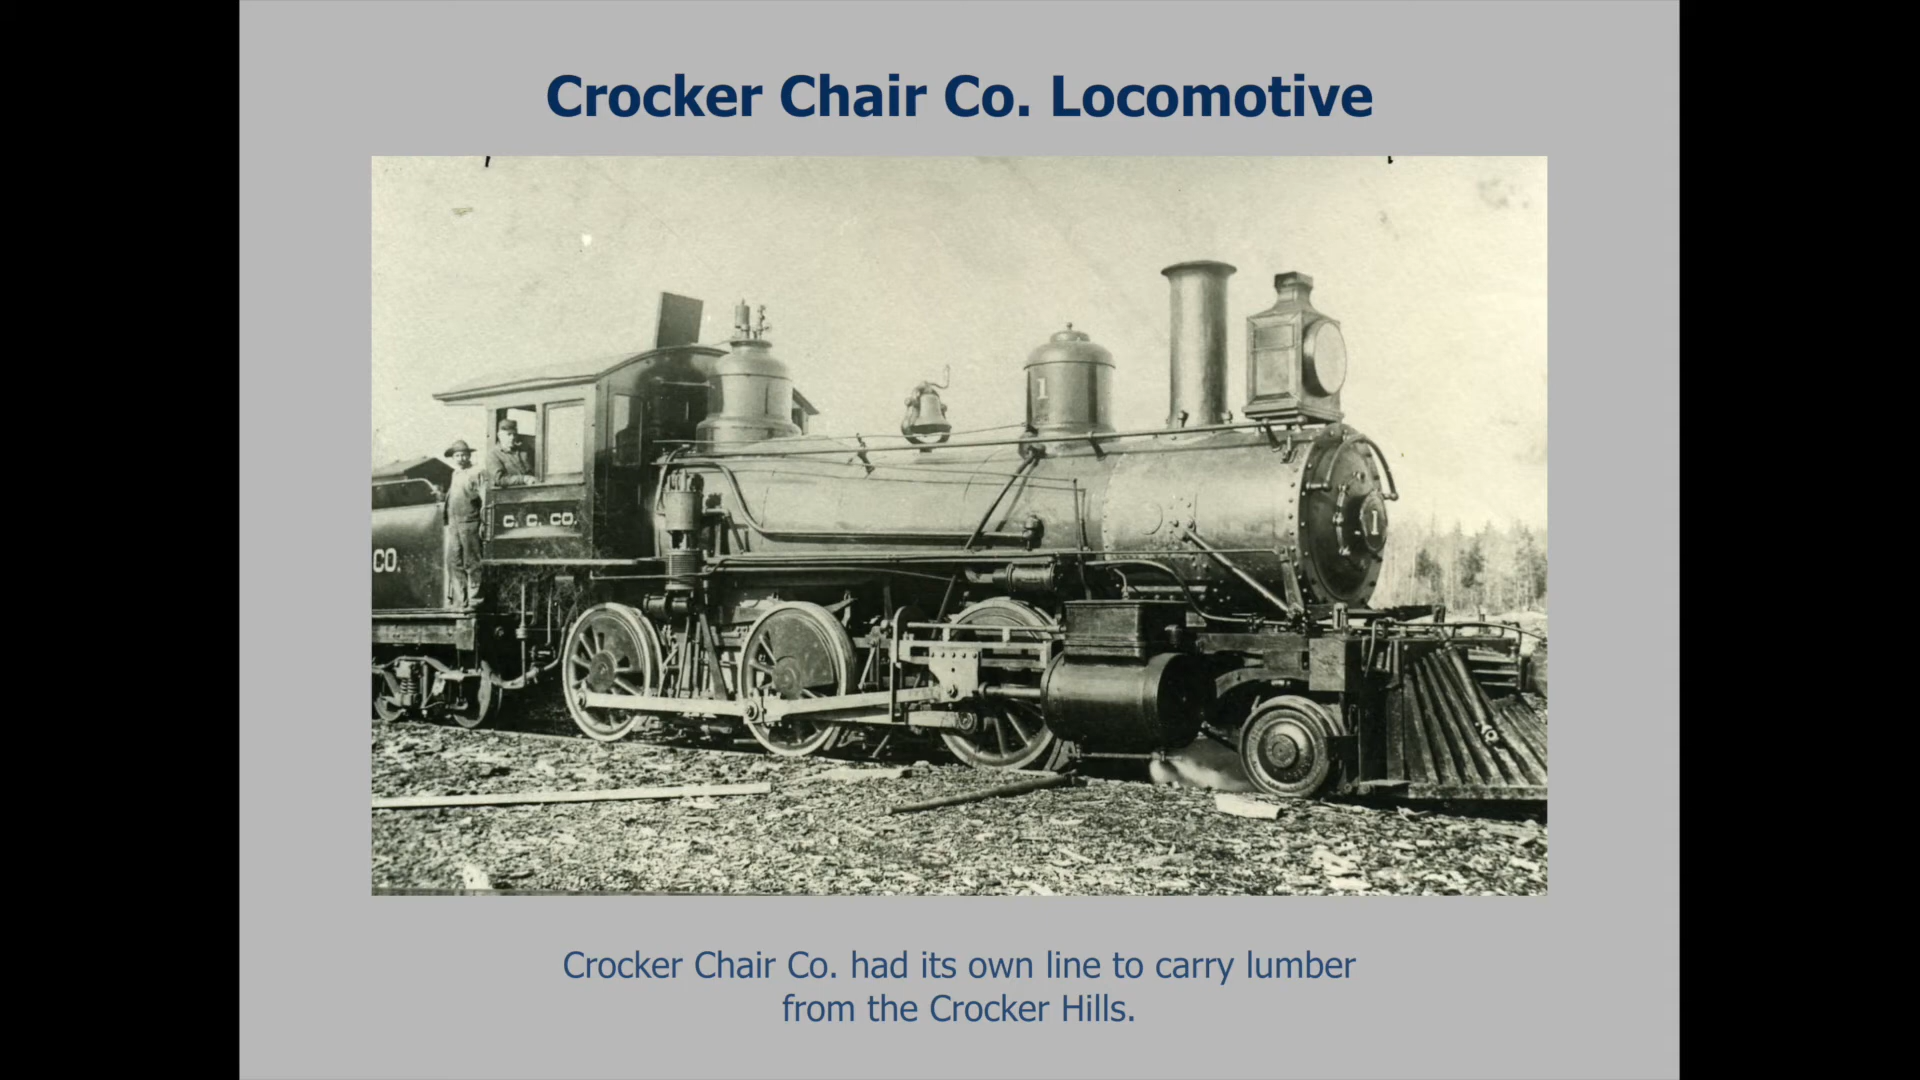 Crocker Chair Co. Locomotive
1
C. C. CO.
1
CO.
Crocker Chair Co. had its own line to carry lumber
from the Crocker Hills.